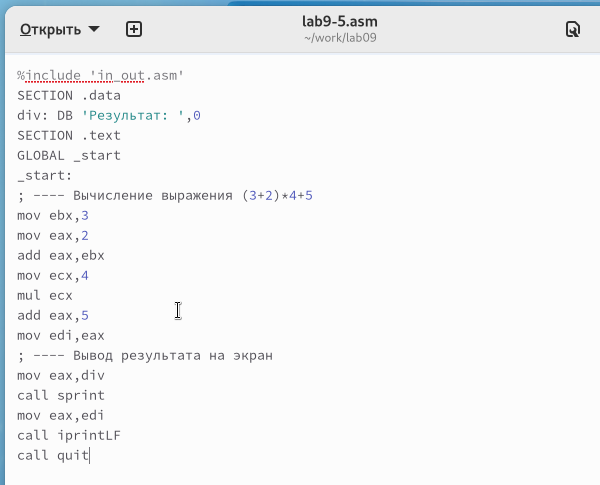 Открыть
lab9-5.asm
~/work/lab09
%include 'in_out.asm'
SECTION .data
div: DB 'Результат: ',0
SECTION .text
GLOBAL _start
_start:
; ---- Вычисление выражения (3+2)*4+5
mov ebx,3
mov eax,2
add eax,ebx
mov ecx,4
mul ecx
add eax,5
mov edi,eax
; ---- Вывод результата на экран
mov eax,div
call sprint
mov eax,edi
call iprintLF
call quit